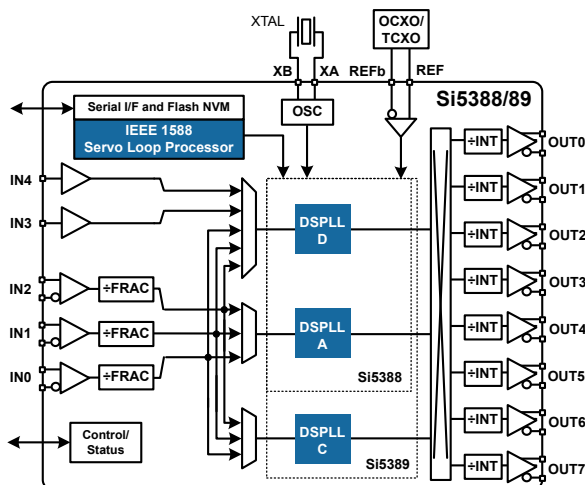 XTAL
OCXO/
TCXO
XB
XA
REFb
REF
Si5388/89
Serial I/F and Flash NVM
IEEE 1588
Servo Loop Processor
OSC
IN4
IN3
IN2
÷FRAC
IN1
÷FRAC
IN0
÷FRAC
Control/
Status
DSPLL
D
DSPLL
A
Si5388
DSPLL
C
Si5389
÷INT
OUT0
÷INT
OUT1
÷INT
OUT2
÷INT
OUT3
÷INT
OUT4
÷INT
OUT5
÷INT
OUT6
÷INT
OUT7